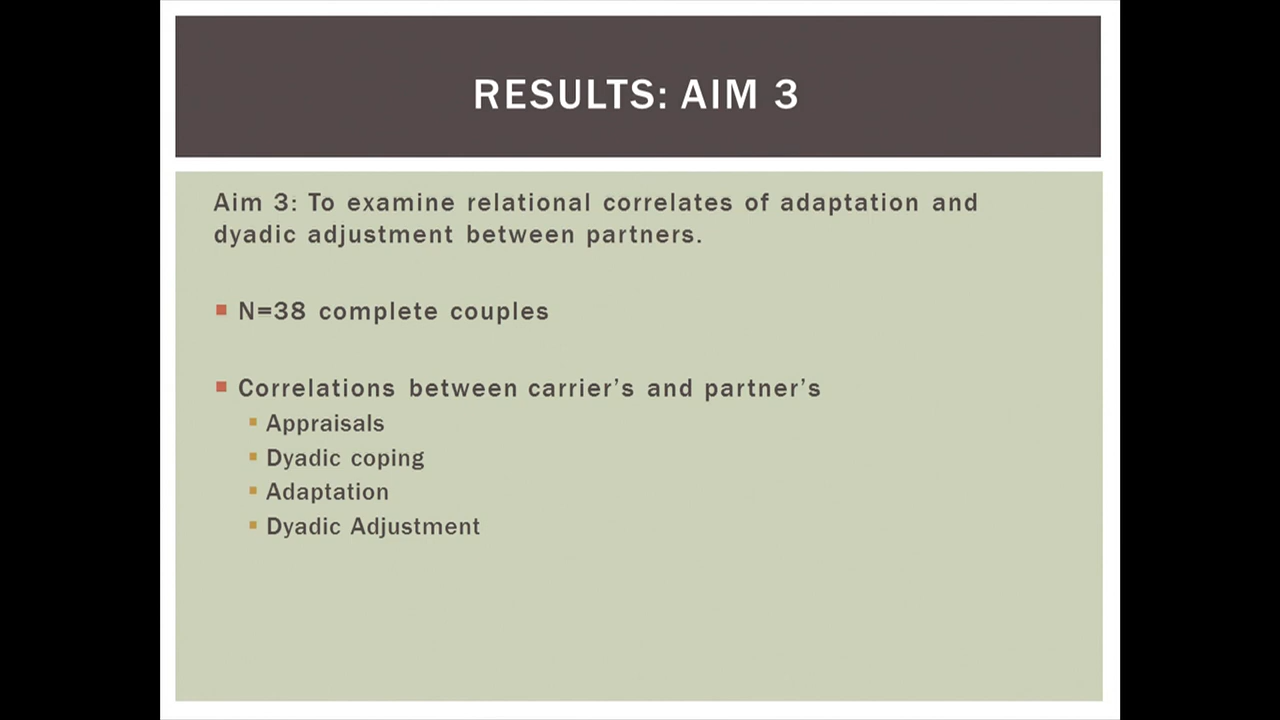 RESULTS: AIM 3
Aim 3: To examine relational correlates of adaptation and
dyadic adjustment between partners.
N=38 complete couples
Correlations between carrier’s and partner’s
Appraisals
Dyadic coping
Adaptation
Dyadic Adjustment